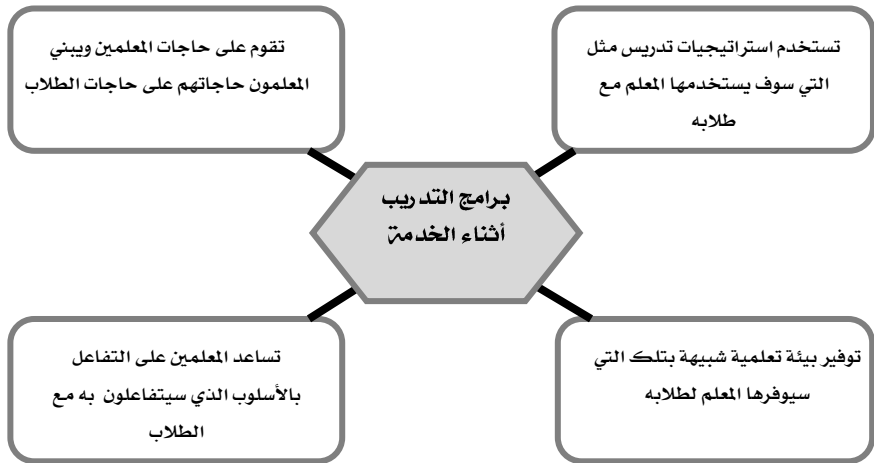 تستخدم استراتيجيات تدريس مثل
التي سوف يستخدمها المعلم مع
طلابه
تقوم على حاجات المعلمين ويبني
المعلمون حاجاتهم على حاجات الطلاب
برامج التدريب
أثناء الخدمة
توفير بيئة تعلمية شبيهة بتلك التي
سيوفرها المعلم لطلابه
تساعد المعلمين على التفاعل
بالأسلوب الذي سيتفاعلون به مع
الطلاب